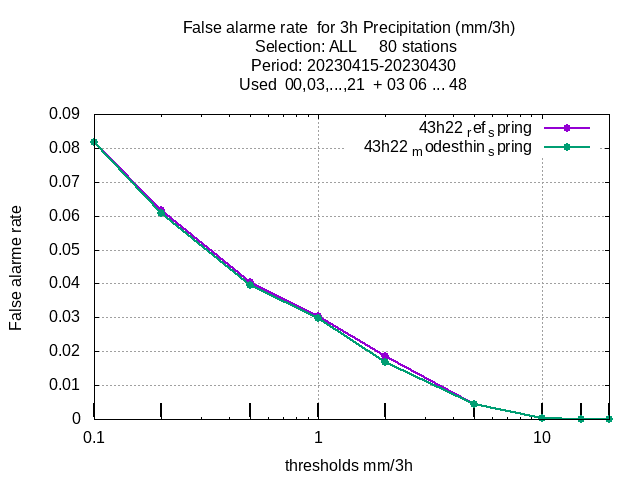 False alarme rate  for 3h Precipitation (mm/3h)
Selection: ALL     80 stations
Period: 20230415-20230430
Used  00,03,...,21  + 03 06 ... 48
43h22 ref spring
43h22 modesthin spring
False alarme rate
0.09
0.08
0.07
0.06
0.05
0.04
0.03
0.02
0.01
0
0.1
1
10
thresholds mm/3h